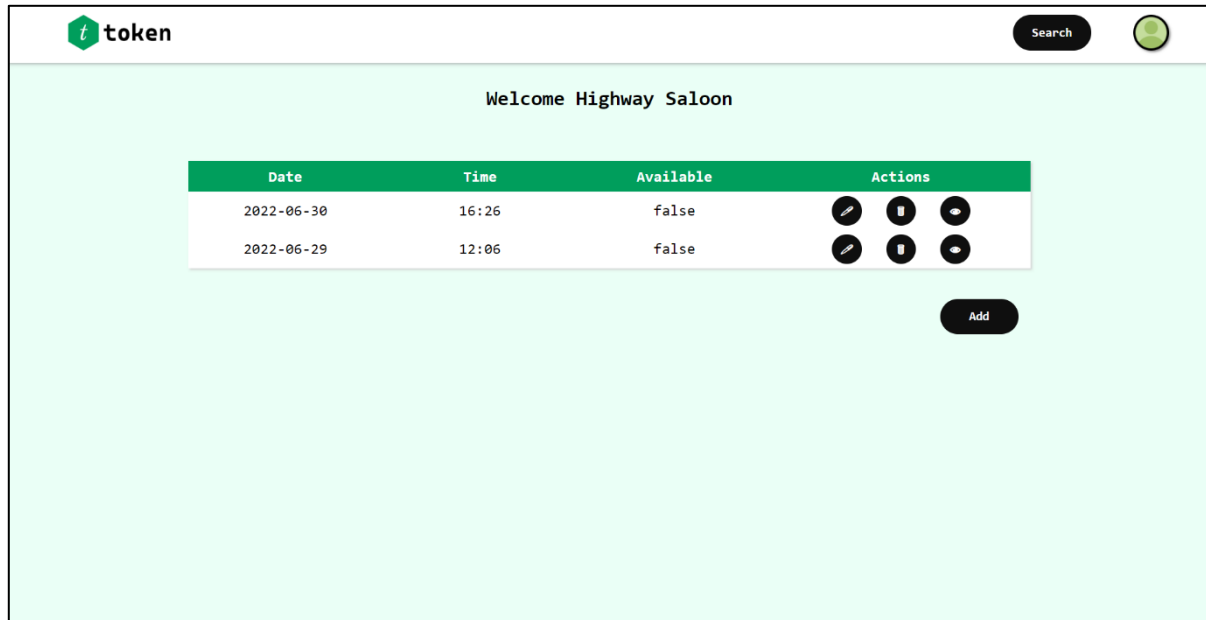 t token Search
Welcome Highway Saloon
Date Time Available Actions
2022-06-30 16:26 false
2022-06-29 12:06 false
Add